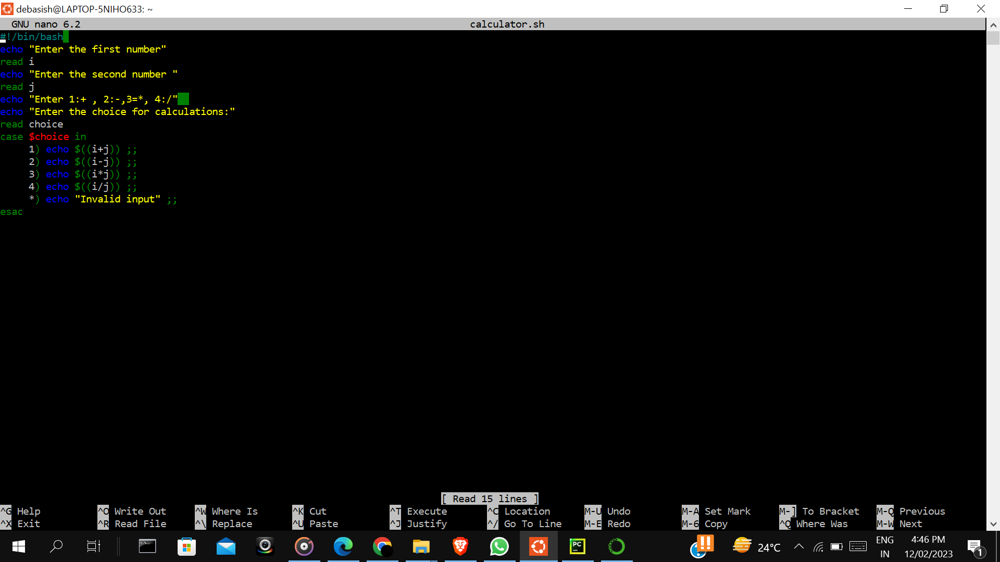 debasish@LAPTOP-5NIHO633: ~
GNU nano 6.2 calculator.sh
#!/bin/bash
echo "Enter the first number"
read i
echo "Enter the second number "
read j
echo "Enter 1:+ , 2:-,3=*, 4:/"
echo "Enter the choice for calculations:"
read choice
case $choice in
1) echo $((i+j)) ;;
2) echo $((i-j)) ;;
3) echo $((i*j)) ;;
4) echo $((i/j)) ;;
*) echo "Invalid input" ;;
esac
[ Read 15 lines ]
^G Help ^O Write Out ^W Where Is ^K Cut ^T Execute ^C Location M-U Undo M-A Set Mark M-] To Bracket M-Q Previous
^X Exit ^R Read File ^\ Replace ^U Paste ^J Justify ^/ Go To Line M-E Redo M-6 Copy ^Q Where Was M-W Next
PC
24°C
ENG
IN
4:46 PM
12/02/2023
1